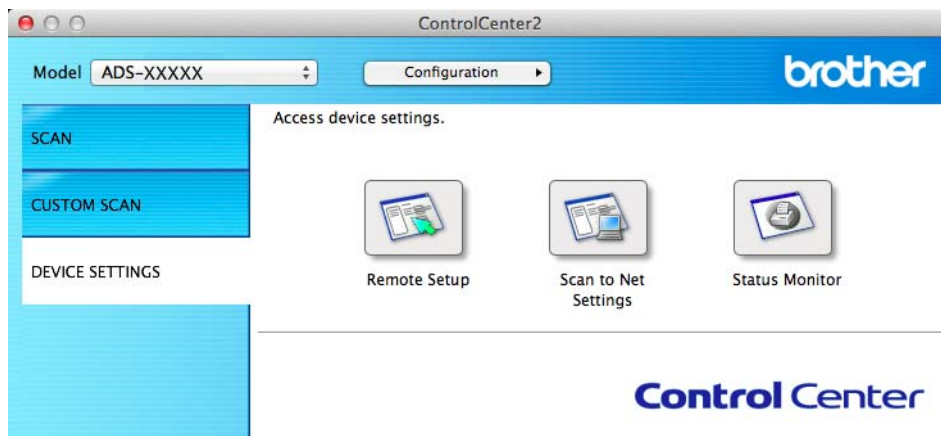 ControlCenter2
Model ADS-XXXXX Configuration brother
SCAN
CUSTOM SCAN
DEVICE SETTINGS
Access device settings.
Remote Setup
Scan to Net
Settings
Status Monitor
Control Center